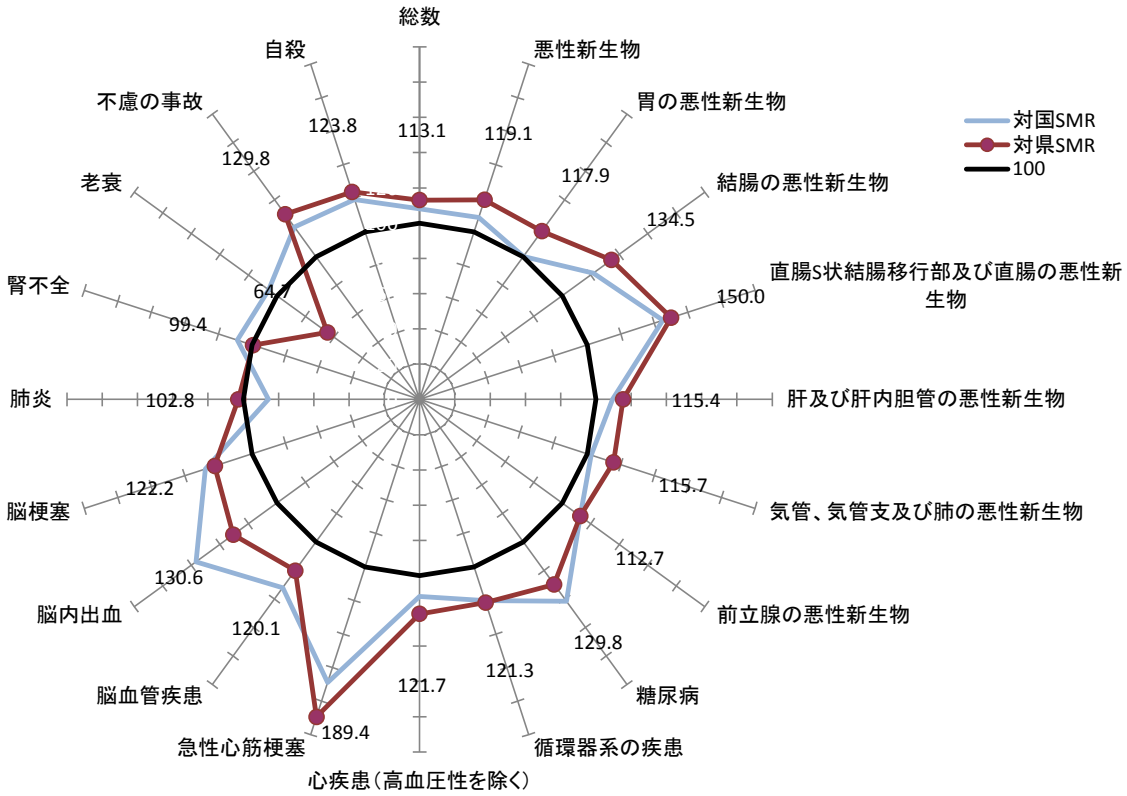 総数
悪性新生物
胃の悪性新生物
結腸の悪性新生物
直腸S状結腸移行部及び直腸の悪性新
生物
肝及び肝内胆管の悪性新生物
気管、気管支及び肺の悪性新生物
前立腺の悪性新生物
糖尿病
循環器系の疾患
心疾患(高血圧性を除く)
急性心筋梗塞
脳血管疾患
脳内出血
脳梗塞
肺炎
腎不全
老衰
不慮の事故
自殺
113.1
119.1
117.9
134.5
150.0
115.4
115.7
112.7
129.8
121.3
121.7
189.4
120.1
130.6
122.2
102.8
99.4
64.7
129.8
123.8
対国SMR
対県SMR
100